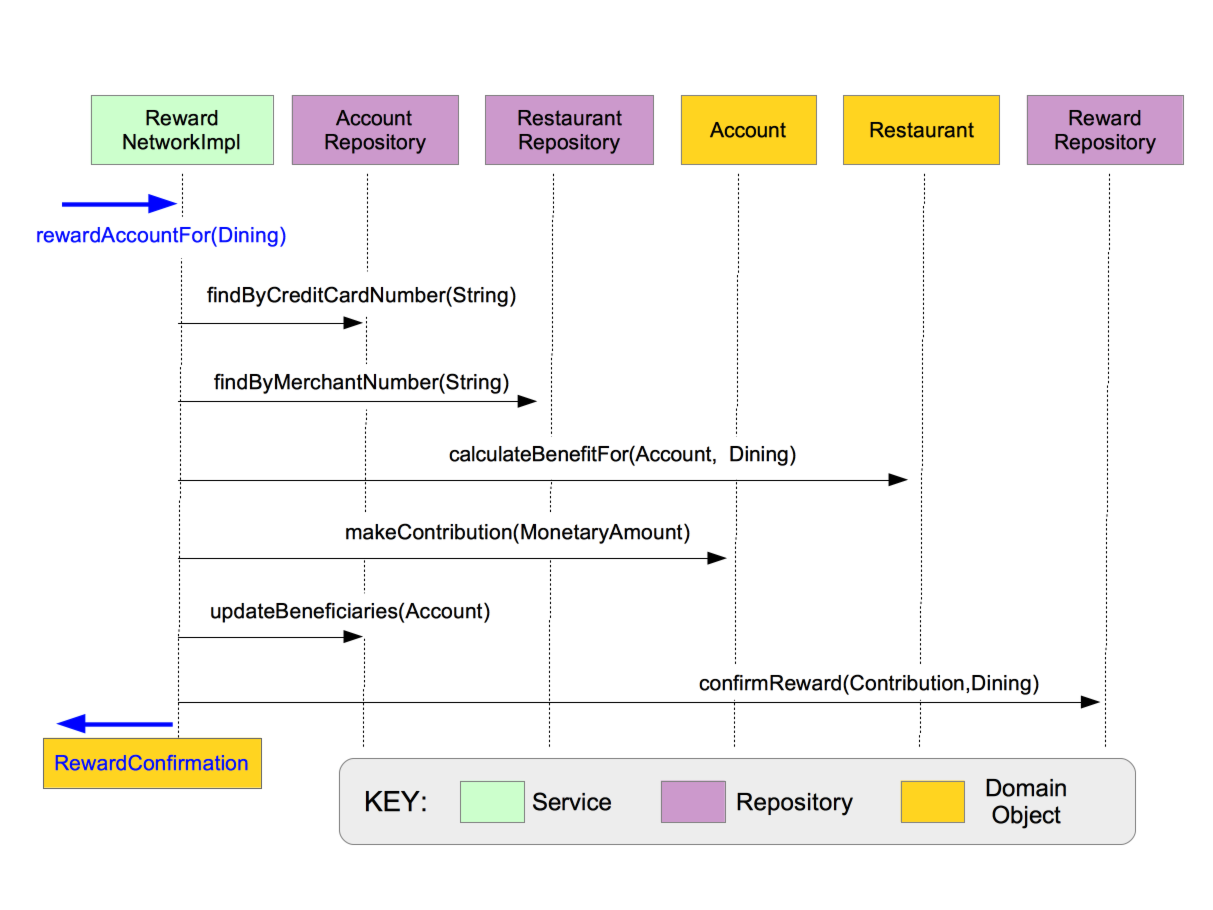 Reward
NetworkImpl
Account
Repository
Restaurant
Repository
Account
Restaurant
Reward
Repository
rewardAccountFor(Dining)
findByCreditCardNumber(String)
findByMerchantNumber(String)
calculateBenefitFor(Account, Dining)
makeContribution(MonetaryAmount)
updateBeneficiaries(Account)
confirmReward(Contribution,Dining)
RewardConfirmation
KEY:
Service
Repository
Domain
Object